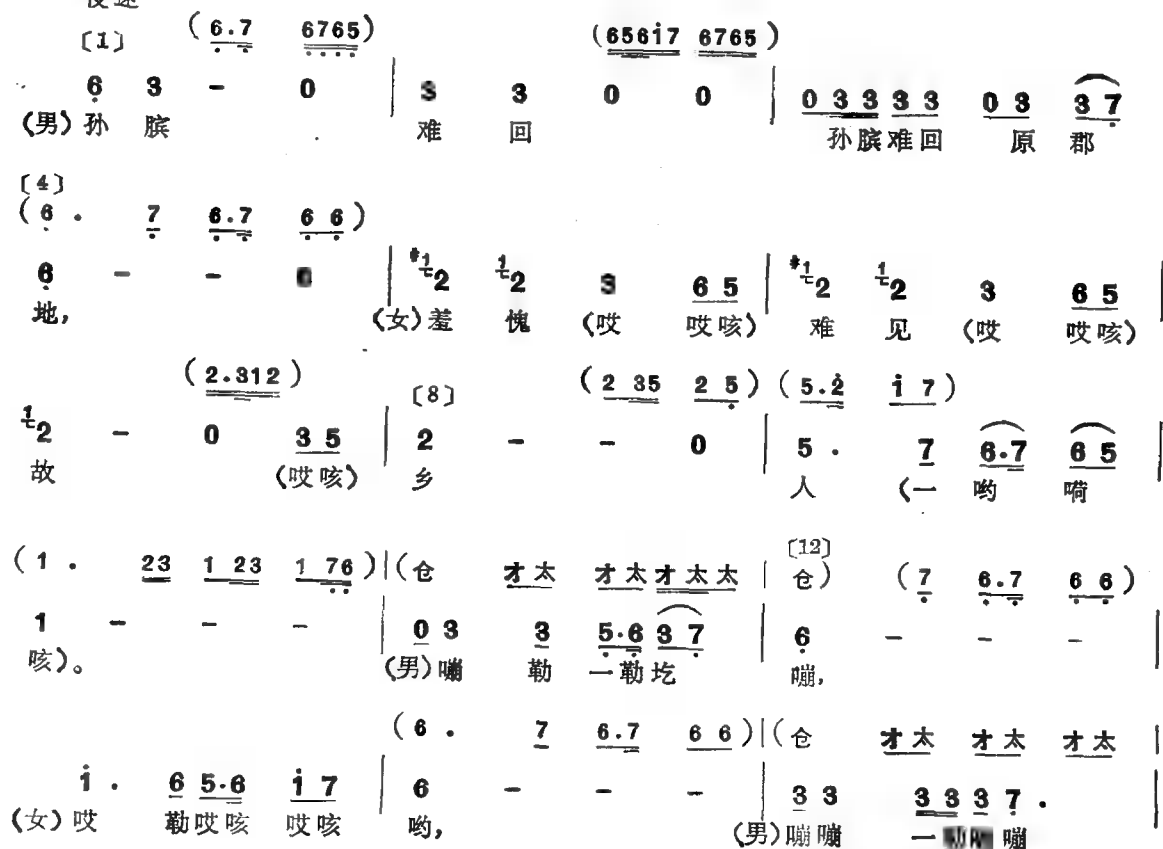 〔1〕 (6.7 6765) (65617 6765)
6 3 - 0 | 3 3 0 0 | 0 3 3 3 3 0 3 3 7
(男)孙 膑 难 回 孙膑难回 原 郡
〔4〕
(6 . 7 6.7 6 6)
6 - - | #1 2 1 2 3 6 5 | #1 2 1 2 3 6 5 |
地, (女)羞 愧 (哎 哎咳) 难 见 (哎 哎咳)
(2.312) 〔8〕 (2 35 2 5) (5.2 1 7)
1 2 - 0 3 5 | 2 - - 0 | 5 . 7 6.7 6 5 |
故 (哎咳) 乡 人 (一 哟 嗬
〔12〕
(1 . 23 1 23 1 76)|(仓 才太 才太才太太 | 仓) (7 6.7 6 6)
1 - - - | 0 3 3 5.6 3 7 | 6 - - - |
咳)。 (男)嘣 勒 一勒圪 嘣,
(6 . 7 6.7 6 6)|(仓 才太 才太 才太 |
1 . 6 5.6 1 7 | 6 - - - | 3 3 3 3 3 7 . |
(女)哎 勒哎咳 哎咳 哟, (男)嘣嘣 一 嘣